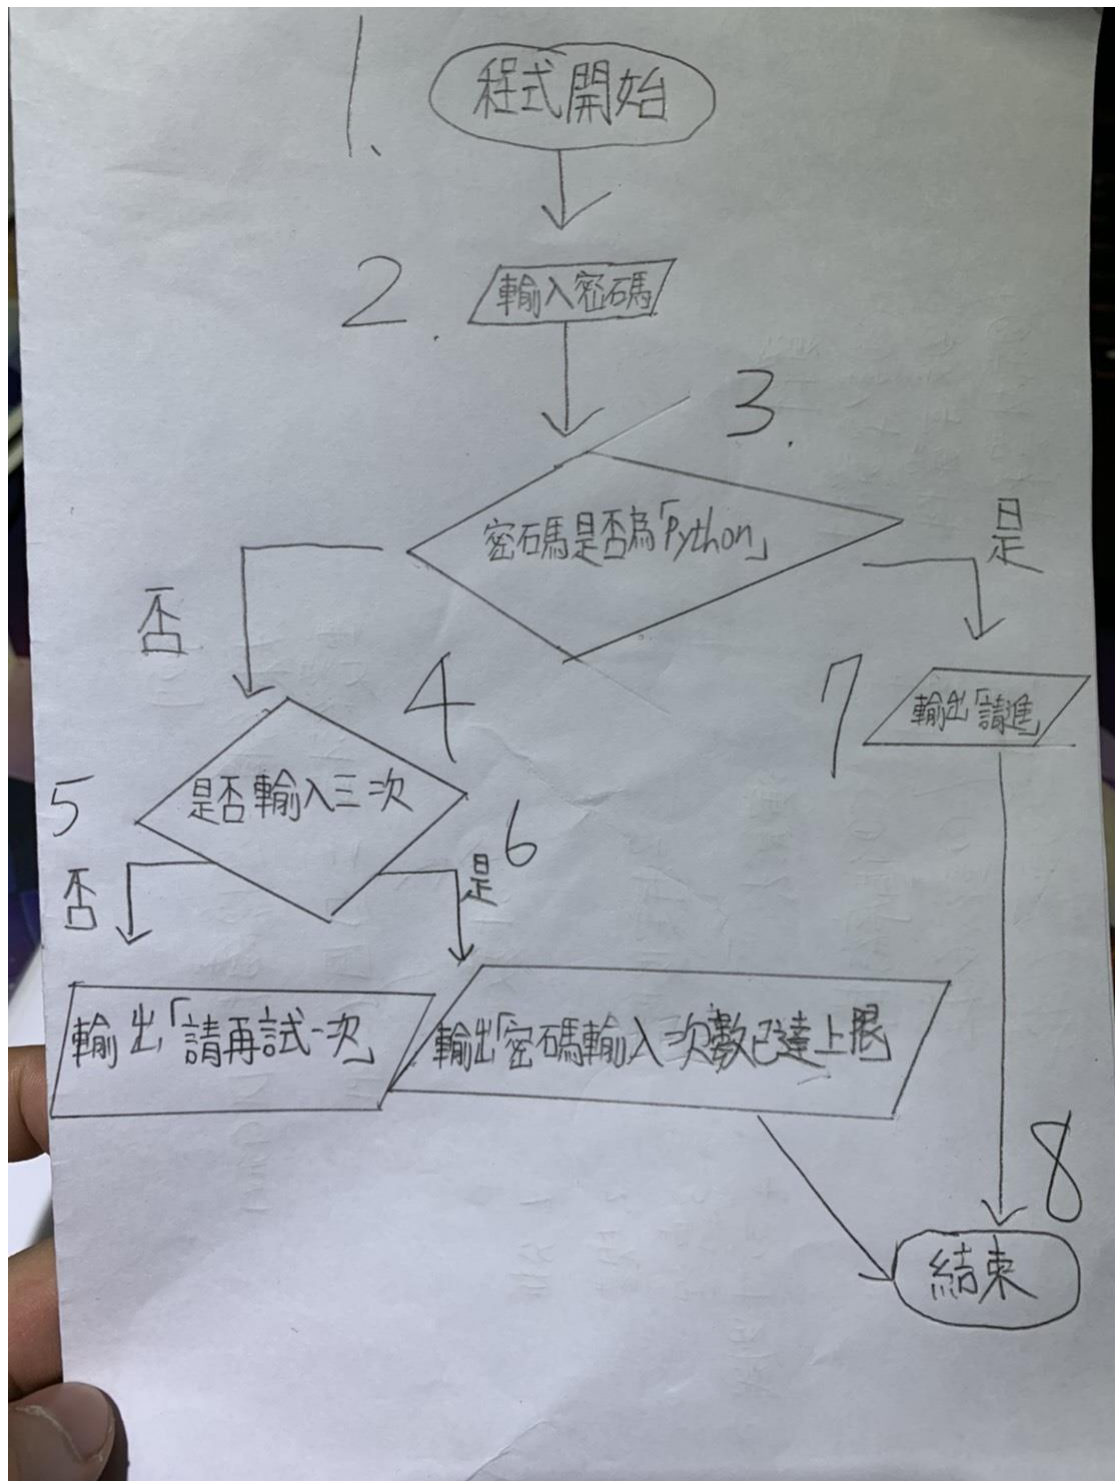 1、
程式開始
2.
輸入密碼
3.
密碼是否為「Python」
否
是
4
7
輸出「請進」
5
是否輸入三次
6
否
是
輸出「請再試一次」
輸出「密碼輸入次數已達上限」
8
結束